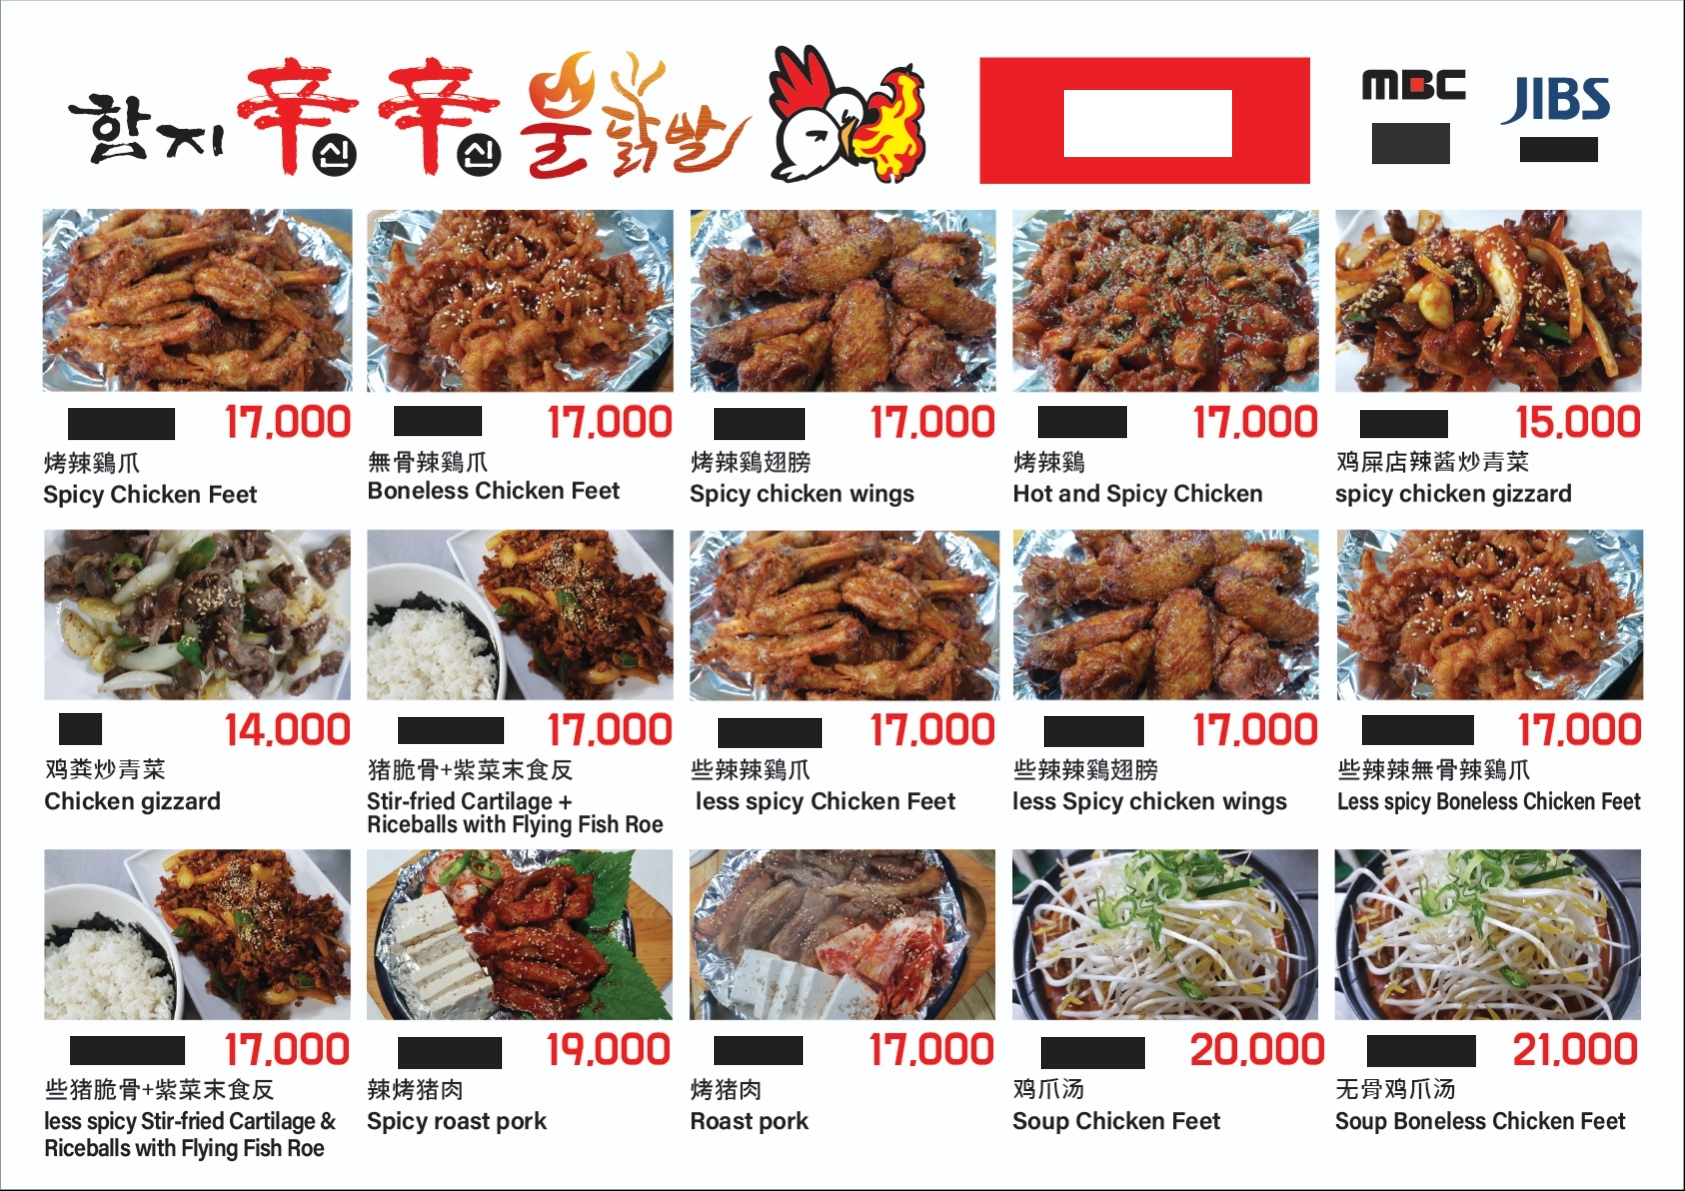 함지 辛신 辛신 불닭발
MBC JIBS
17,000 17,000 17,000 17,000 15,000
烤辣鷄爪 無骨辣鷄爪 烤辣鷄翅膀 烤辣鷄 鸡屎店辣酱炒青菜
Spicy Chicken Feet Boneless Chicken Feet Spicy chicken wings Hot and Spicy Chicken spicy chicken gizzard
14,000 17,000 17,000 17,000 17,000
鸡粪炒青菜 猪脆骨+紫菜末食反 些辣辣鷄爪 些辣辣鷄翅膀 些辣辣無骨辣鷄爪
Chicken gizzard Stir-fried Cartilage + less spicy Chicken Feet less Spicy chicken wings Less spicy Boneless Chicken Feet
Riceballs with Flying Fish Roe
17,000 19,000 17,000 20,000 21,000
些猪脆骨+紫菜末食反 辣烤猪肉 烤猪肉 鸡爪汤 无骨鸡爪汤
less spicy Stir-fried Cartilage & Spicy roast pork Roast pork Soup Chicken Feet Soup Boneless Chicken Feet
Riceballs with Flying Fish Roe